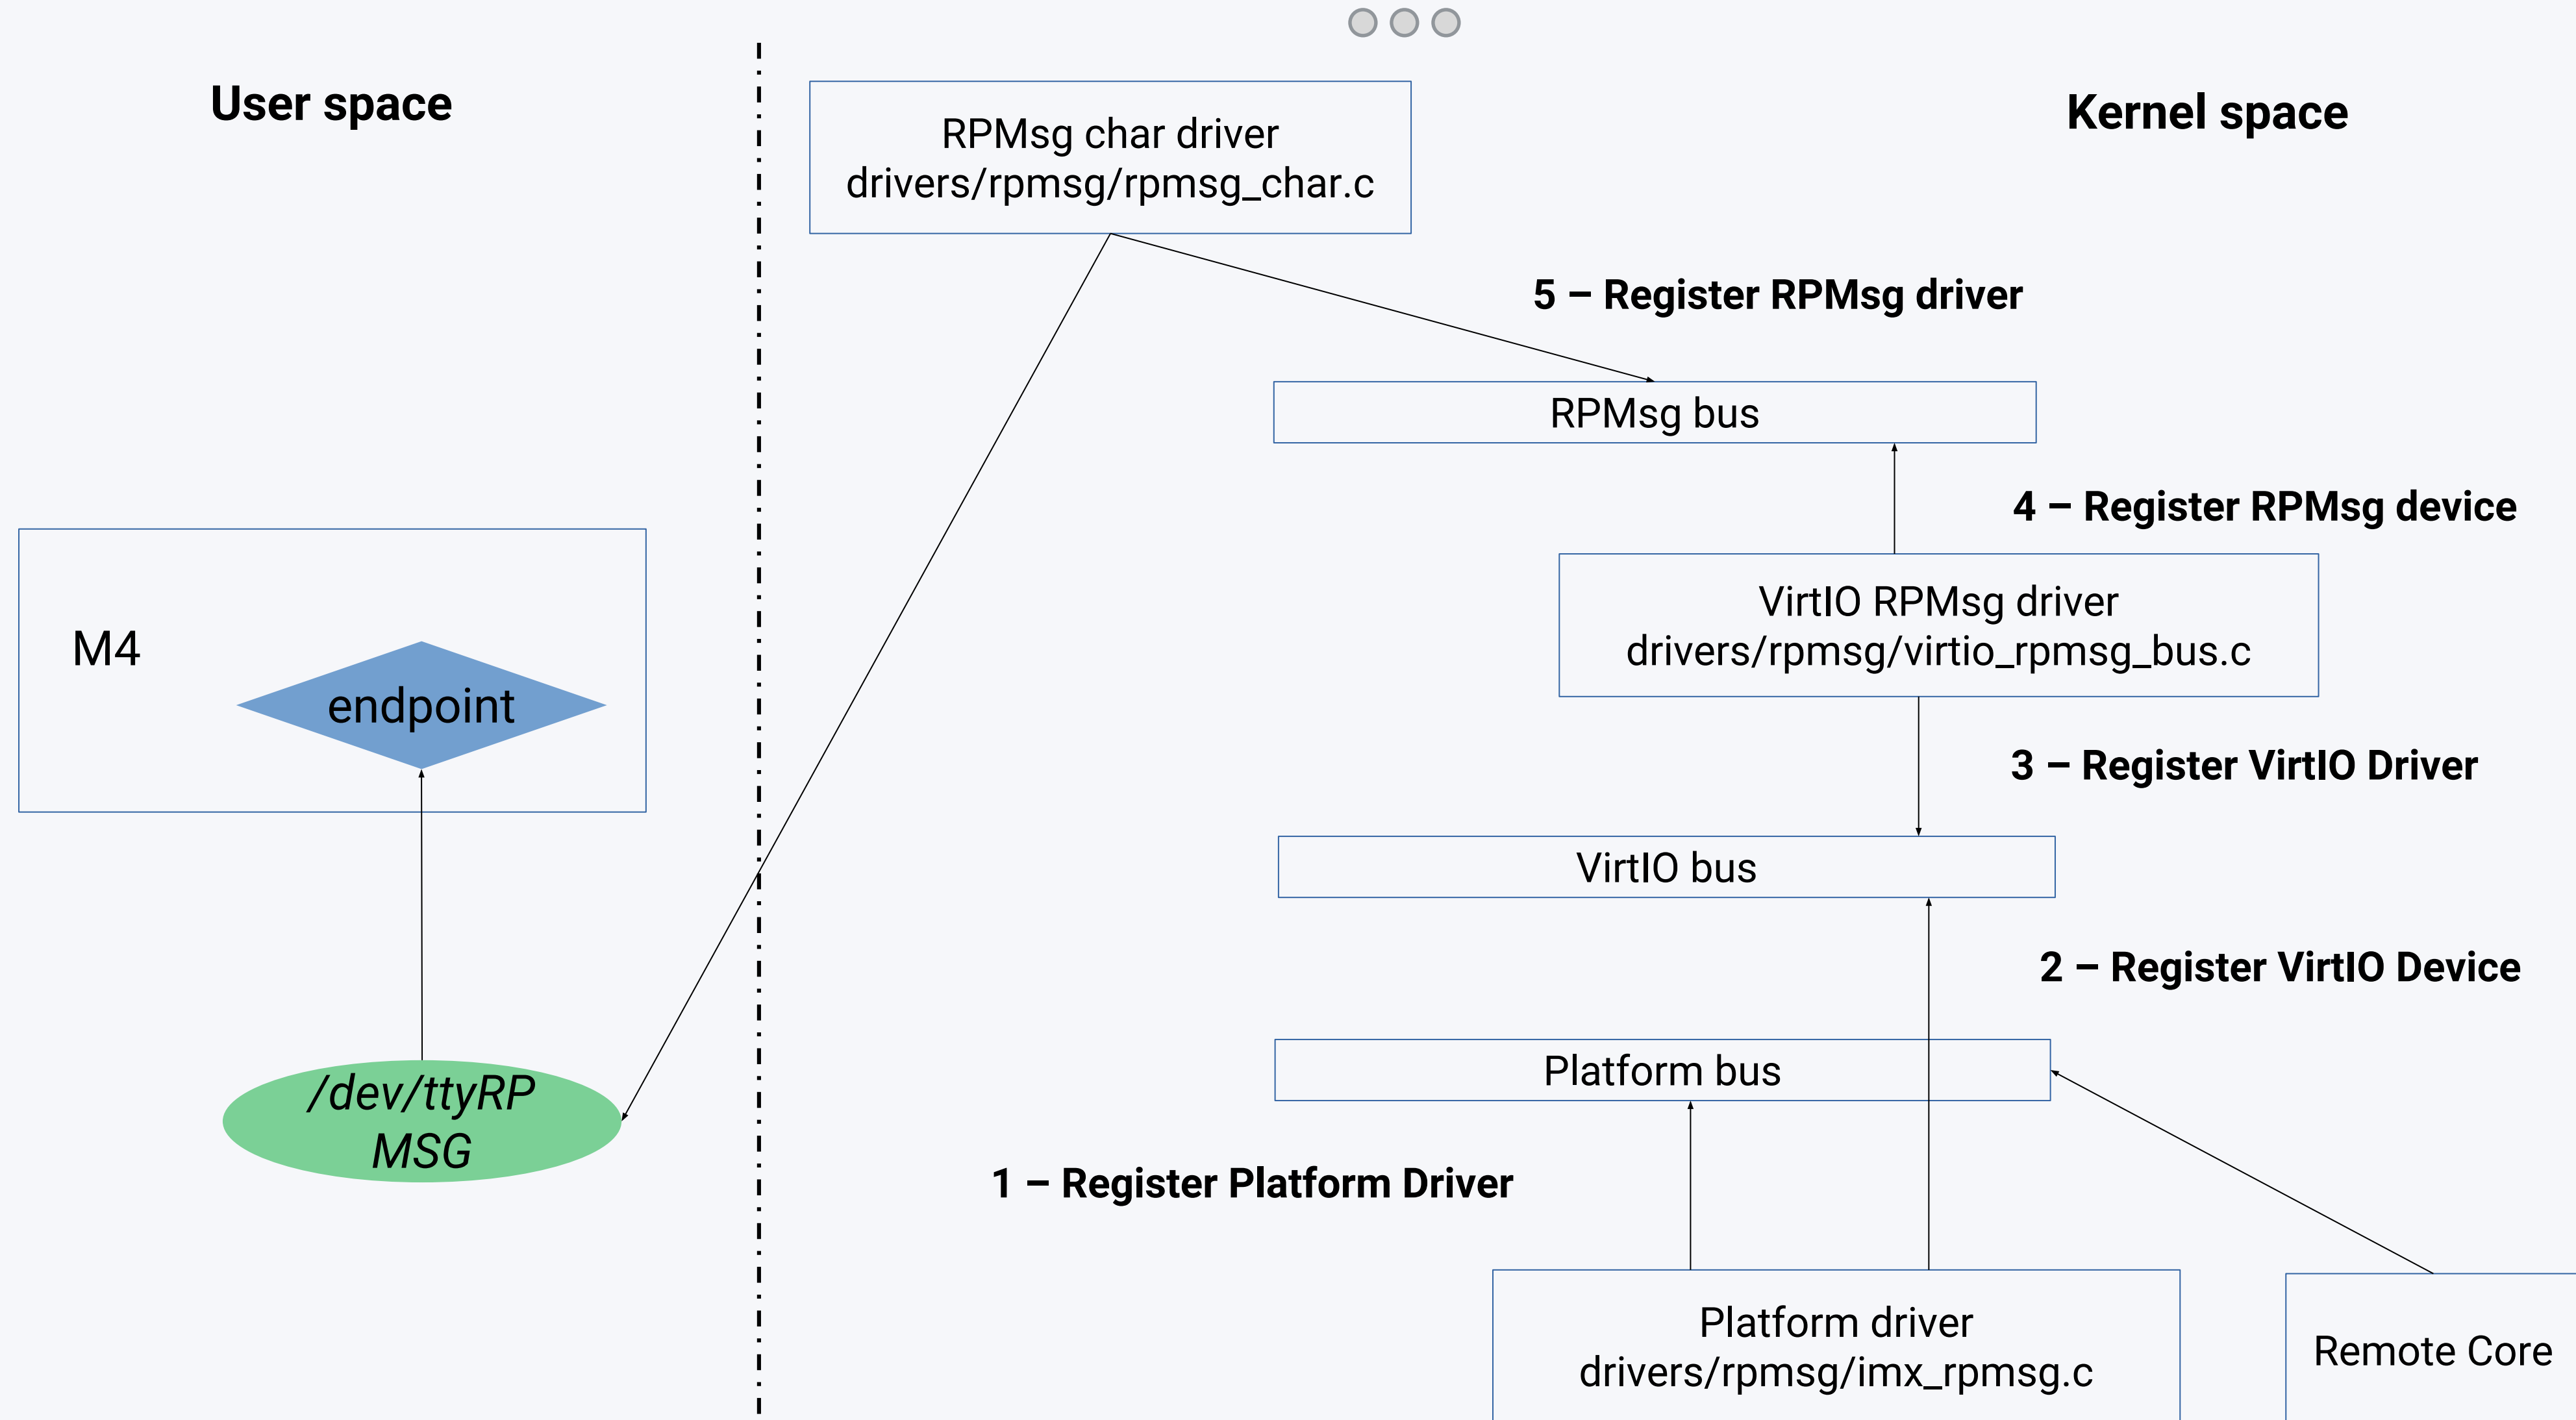 User space
Kernel space
RPMsg char driver
drivers/rpmsg/rpmsg_char.c
5 – Register RPMsg driver
RPMsg bus
4 – Register RPMsg device
VirtIO RPMsg driver
drivers/rpmsg/virtio_rpmsg_bus.c
M4
endpoint
3 – Register VirtIO Driver
VirtIO bus
2 – Register VirtIO Device
Platform bus
/dev/ttyRP
MSG
1 – Register Platform Driver
Platform driver
drivers/rpmsg/imx_rpmsg.c
Remote Core